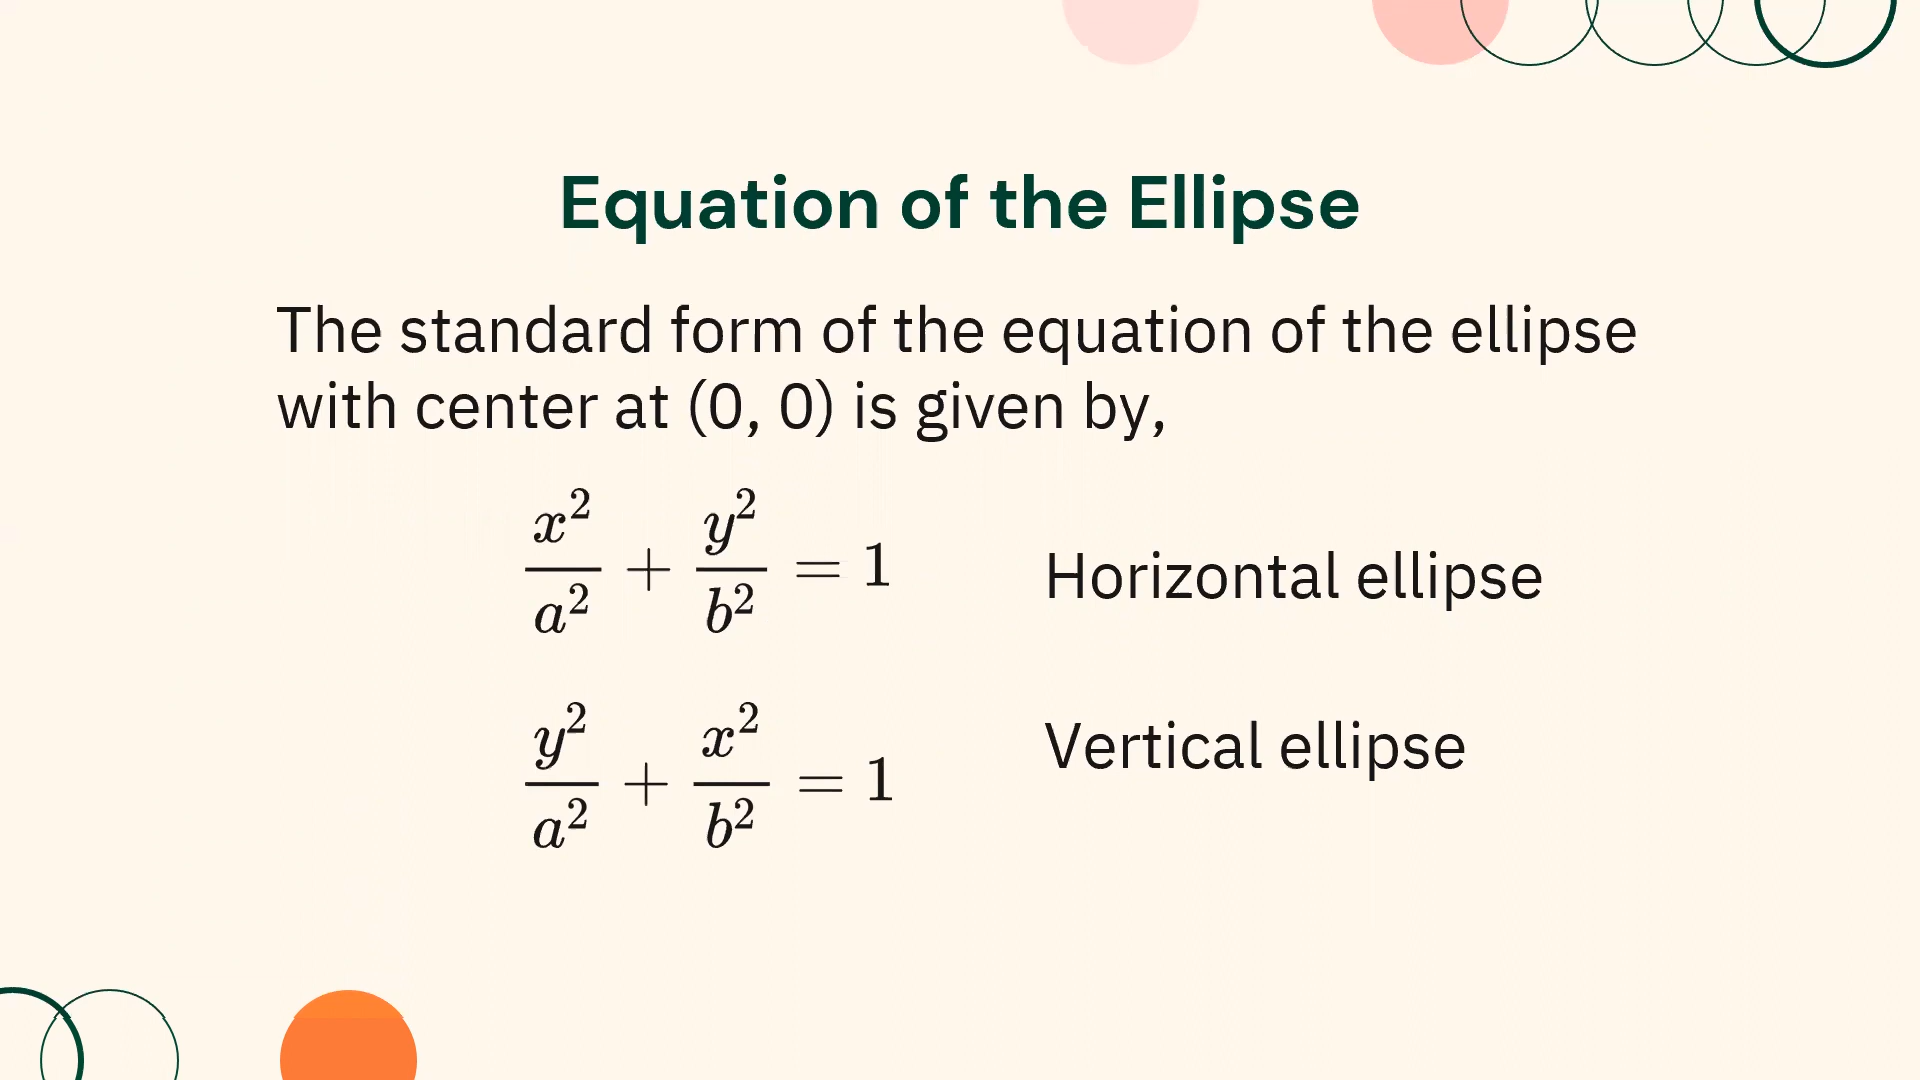 Equation of the Ellipse
The standard form of the equation of the ellipse
with center at (0, 0) is given by,
x²/a² + y²/b² = 1 Horizontal ellipse
y²/a² + x²/b² = 1 Vertical ellipse